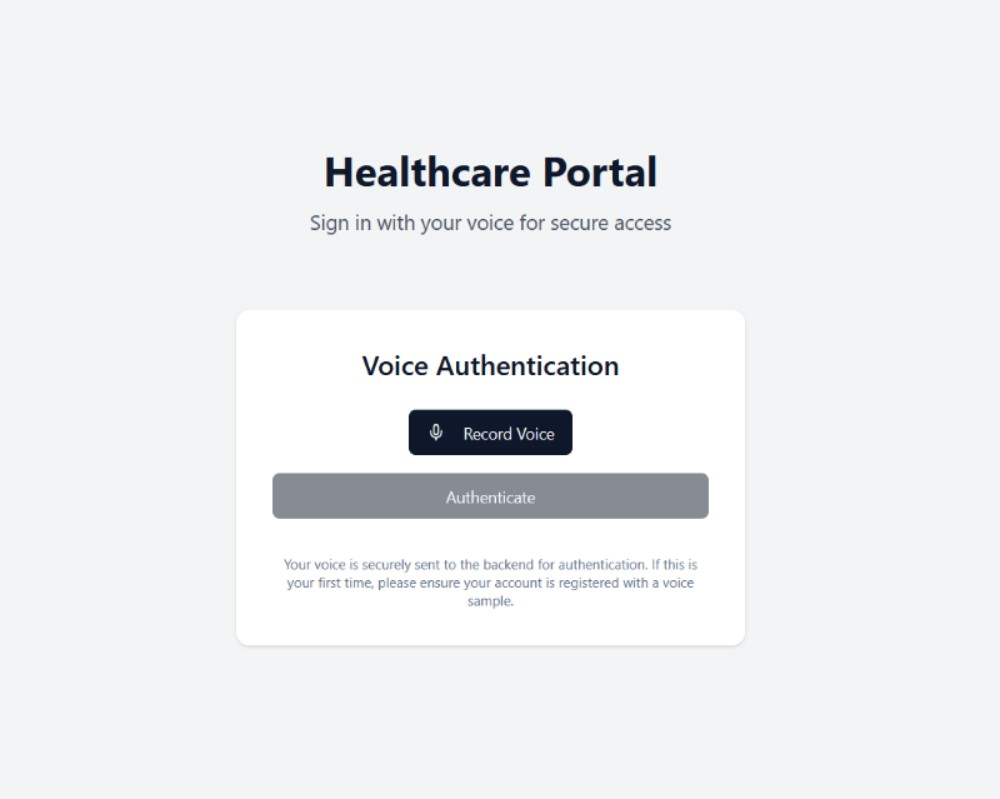 Healthcare Portal
Sign in with your voice for secure access
Voice Authentication
Record Voice
Authenticate
Your voice is securely sent to the backend for authentication. If this is
your first time, please ensure your account is registered with a voice
sample.